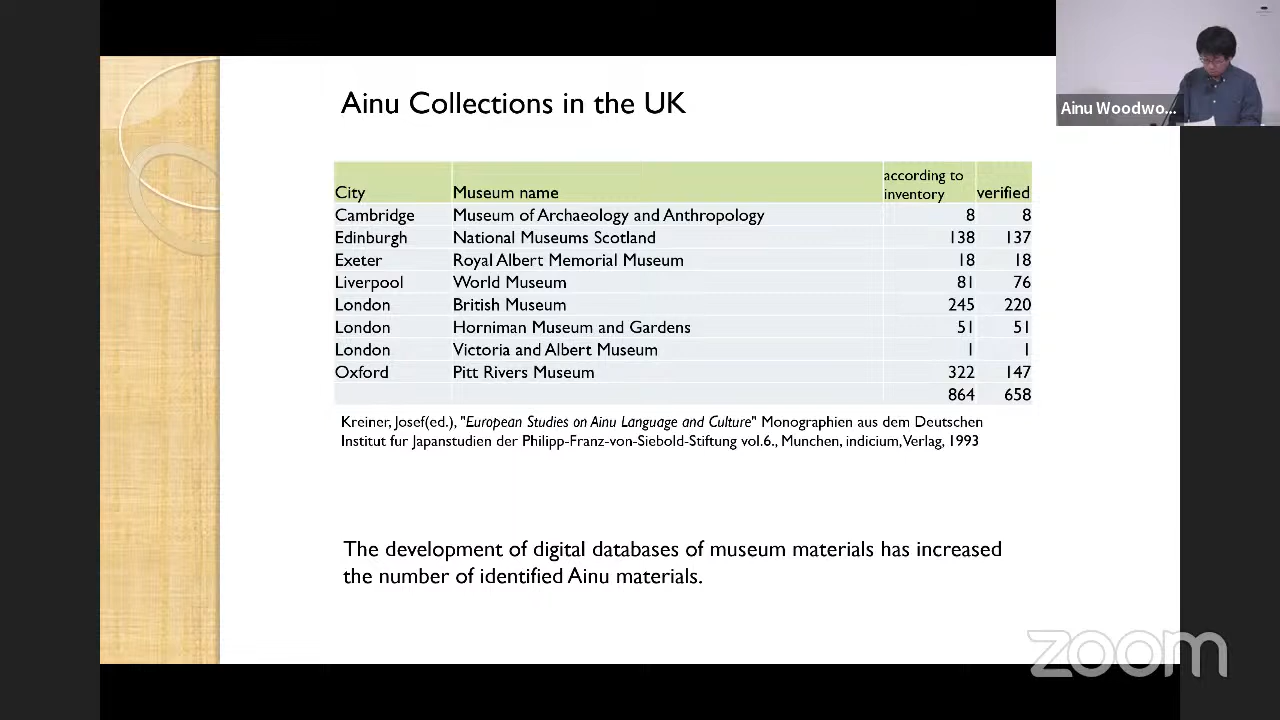 Ainu Collections in the UK
Ainu Woodwo...
City Museum name according to inventory verified
Cambridge Museum of Archaeology and Anthropology 8 8
Edinburgh National Museums Scotland 138 137
Exeter Royal Albert Memorial Museum 18 18
Liverpool World Museum 81 76
London British Museum 245 220
London Horniman Museum and Gardens 51 51
London Victoria and Albert Museum 1 1
Oxford Pitt Rivers Museum 322 147
864 658
Kreiner, Josef(ed.), "European Studies on Ainu Language and Culture" Monographien aus dem Deutschen
Institut fur Japanstudien der Philipp-Franz-von-Siebold-Stiftung vol.6., Munchen, indicium, Verlag, 1993
The development of digital databases of museum materials has increased
the number of identified Ainu materials.
zoom